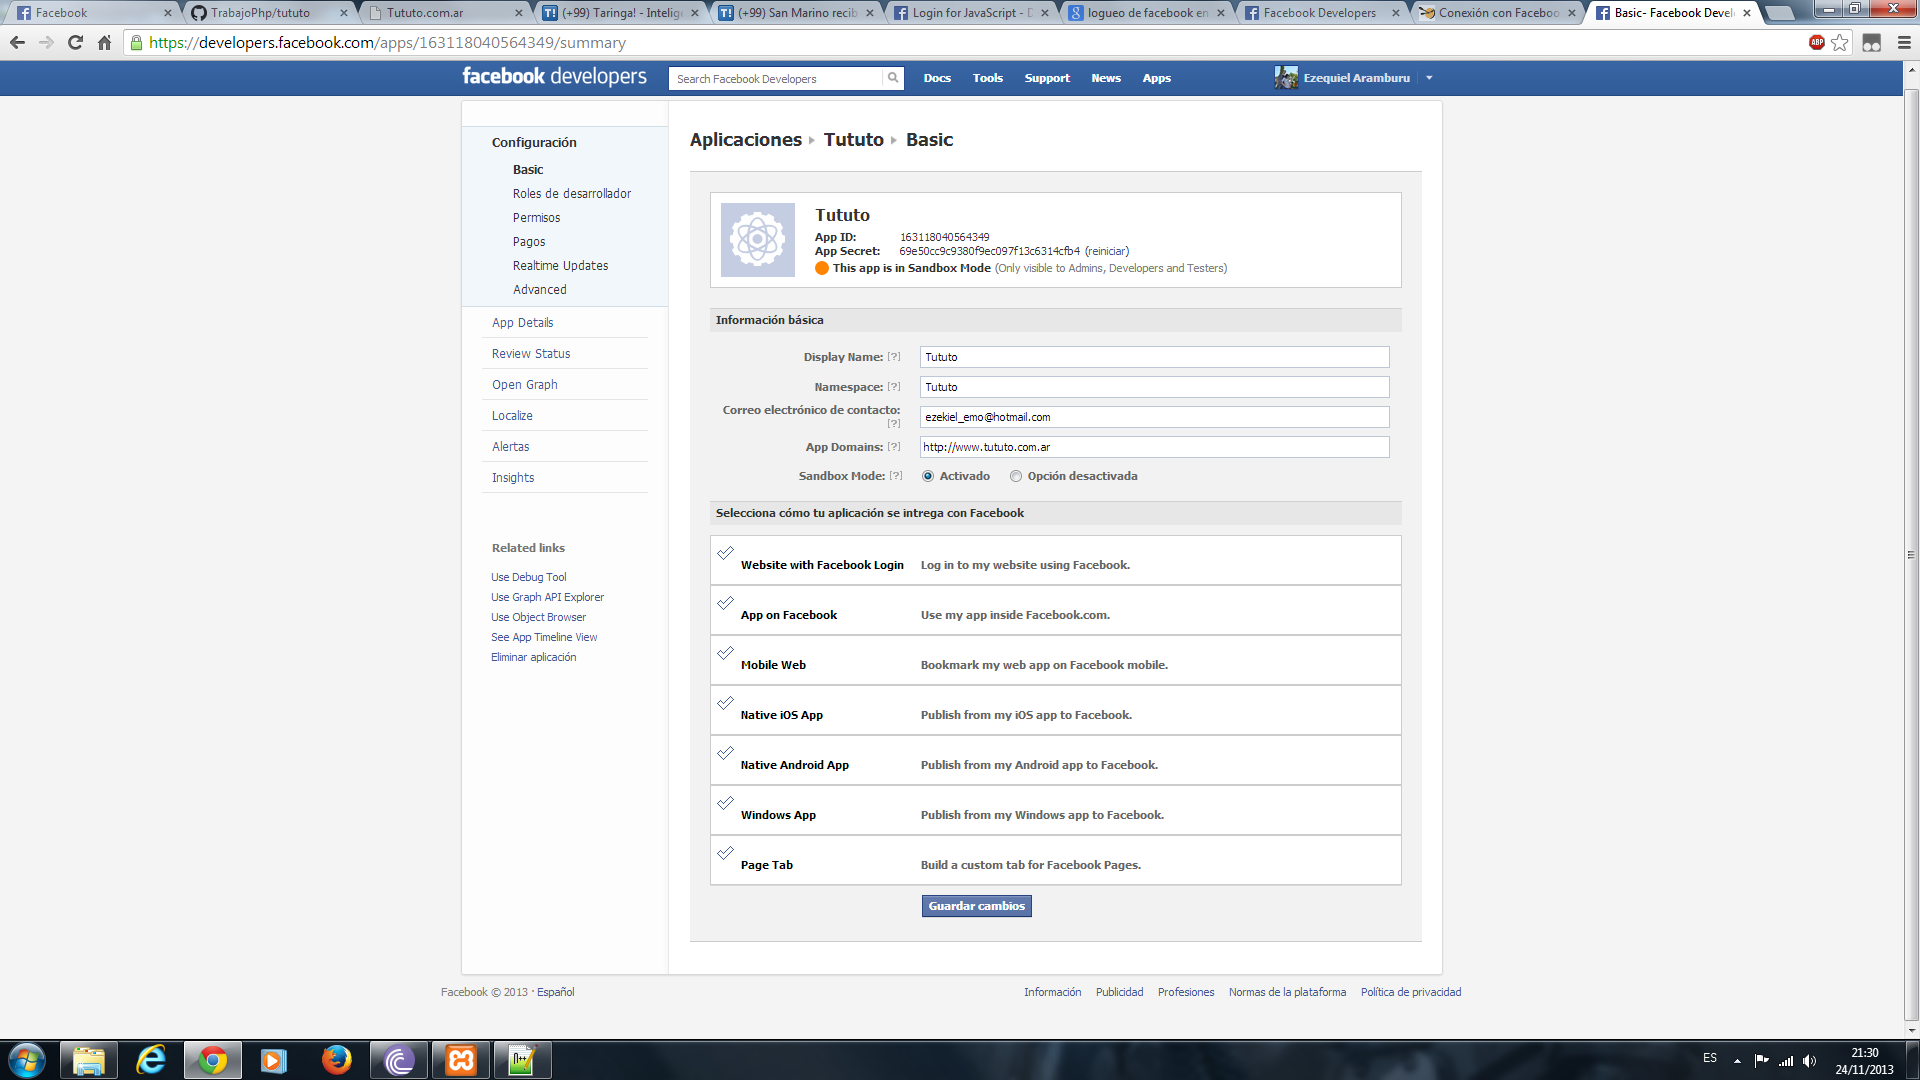 Facebook
TrabajoPhp/tututo
Tututo.com.ar
(+99) Taringa! - Intelige
(+99) San Marino recib
Login for JavaScript - D
logueo de facebook en
Facebook Developers
Conexión con Faceboo
Basic- Facebook Devel
https://developers.facebook.com/apps/163118040564349/summary
ABP
facebook developers
Search Facebook Developers
Docs
Tools
Support
News
Apps
Ezequiel Aramburu
Configuración
Basic
Roles de desarrollador
Permisos
Pagos
Realtime Updates
Advanced
App Details
Review Status
Open Graph
Localize
Alertas
Insights
Related links
Use Debug Tool
Use Graph API Explorer
Use Object Browser
See App Timeline View
Eliminar aplicación
Aplicaciones Tututo Basic
Tututo
App ID: 163118040564349
App Secret: 69e50cc9c9380f9ec097f13c6314cfb4 (reiniciar)
This app is in Sandbox Mode (Only visible to Admins, Developers and Testers)
Información básica
Display Name: [?] Tututo
Namespace: [?] Tututo
Correo electrónico de contacto: [?] ezekiel_emo@hotmail.com
App Domains: [?] http://www.tututo.com.ar
Sandbox Mode: [?] Activado Opción desactivada
Selecciona cómo tu aplicación se intrega con Facebook
Website with Facebook Login Log in to my website using Facebook.
App on Facebook Use my app inside Facebook.com.
Mobile Web Bookmark my web app on Facebook mobile.
Native iOS App Publish from my iOS app to Facebook.
Native Android App Publish from my Android app to Facebook.
Windows App Publish from my Windows app to Facebook.
Page Tab Build a custom tab for Facebook Pages.
Guardar cambios
Facebook © 2013 · Español
Información Publicidad Profesiones Normas de la plataforma Política de privacidad
ES
21:30
24/11/2013